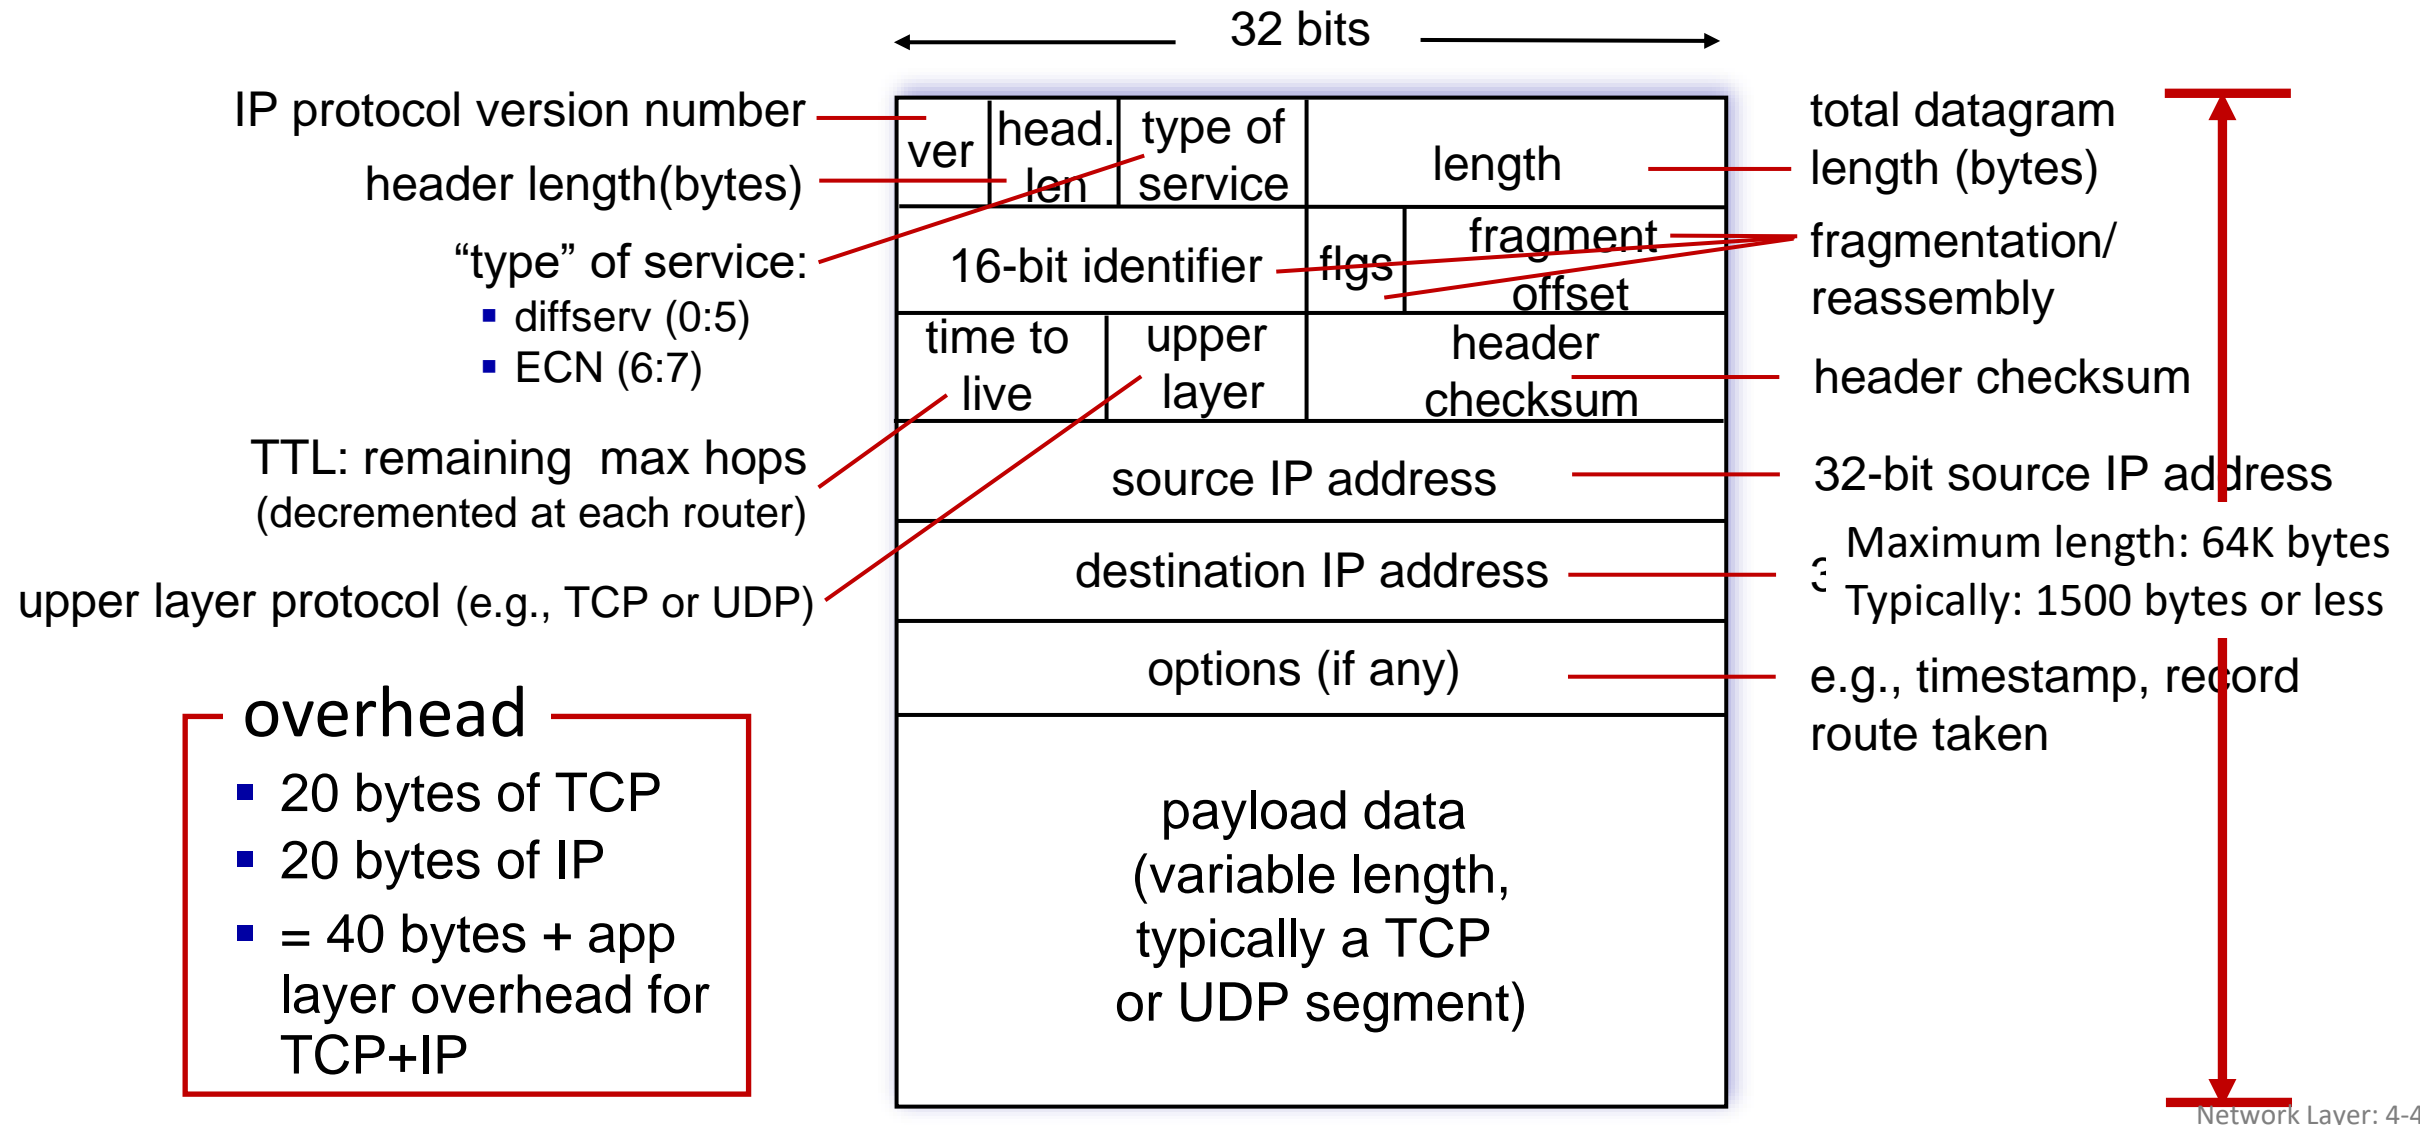 32 bits
IP protocol version number
header length(bytes)
“type” of service:
▪ diffserv (0:5)
▪ ECN (6:7)
TTL: remaining  max hops
(decremented at each router)
upper layer protocol (e.g., TCP or UDP)
overhead
▪ 20 bytes of TCP
▪ 20 bytes of IP
▪ = 40 bytes + app
layer overhead for
TCP+IP
ver
head.
len
type of
service
length
16-bit identifier
flgs
fragment
offset
time to
live
upper
layer
header
checksum
source IP address
destination IP address
options (if any)
payload data
(variable length,
typically a TCP
or UDP segment)
total datagram
length (bytes)
fragmentation/
reassembly
header checksum
32-bit source IP address
Maximum length: 64K bytes
Typically: 1500 bytes or less
e.g., timestamp, record
route taken
Network Layer: 4-4